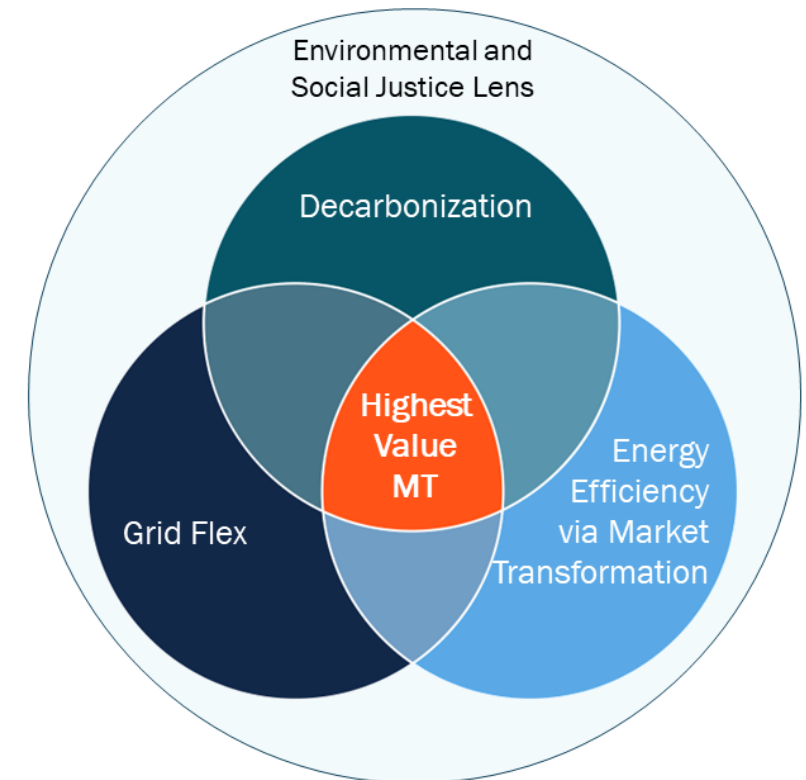 Environmental and
Social Justice Lens
Decarbonization
Highest
Value
MT
Energy
Efficiency
via Market
Transformation
Grid Flex